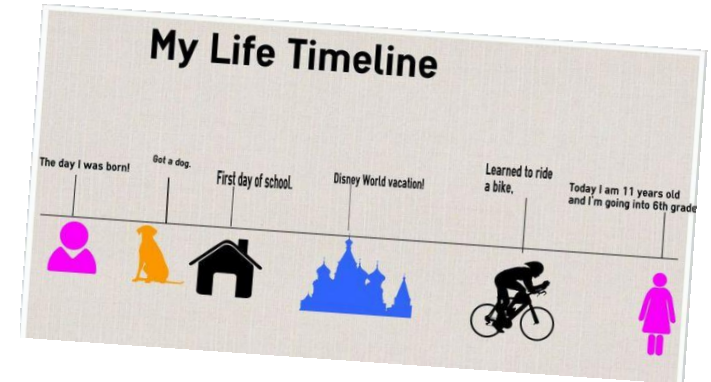 My Life Timeline
The day I was born!
Got a dog.
First day of school.
Disney World vacation!
Learned to ride
a bike,
Today I am 11 years old
and I'm going into 6th grade